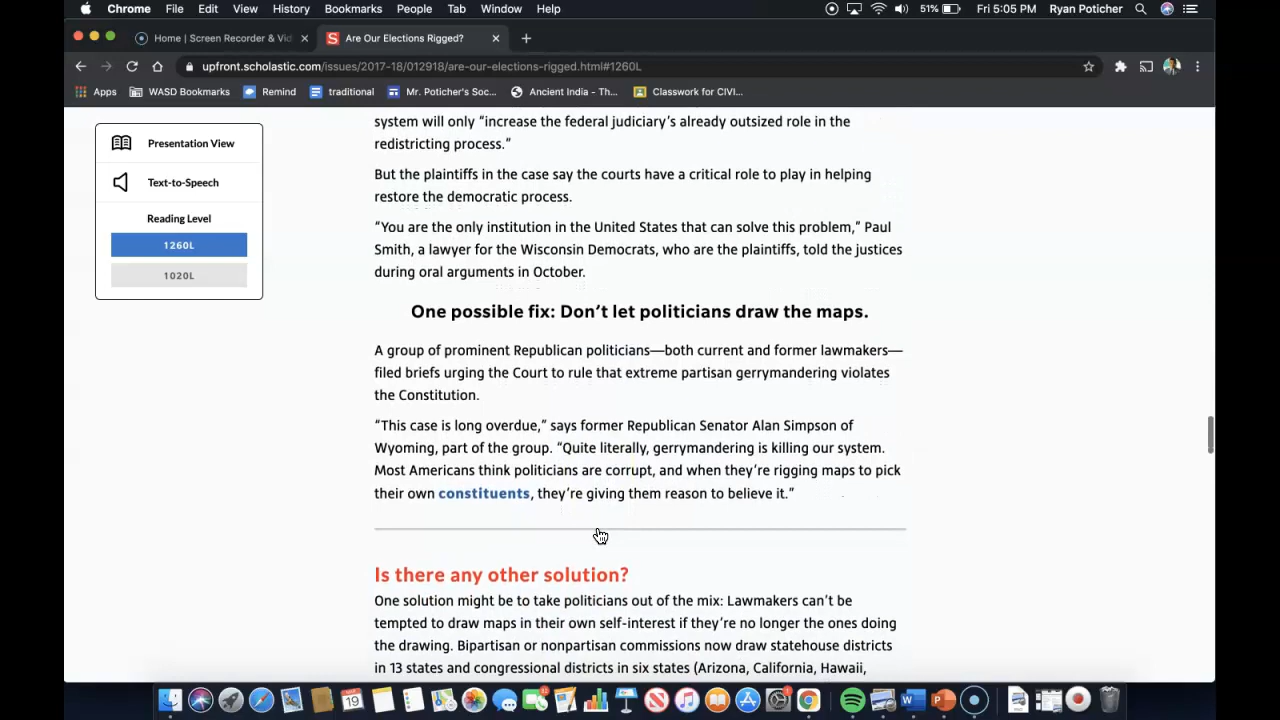 Chrome File Edit View History Bookmarks People Tab Window Help 51% Fri 5:05 PM Ryan Poticher
Home | Screen Recorder & Vid Are Our Elections Rigged?
upfront.scholastic.com/issues/2017-18/012918/are-our-elections-rigged.html#1260L
Apps WASD Bookmarks Remind traditional Mr. Poticher's Soc... Ancient India - Th... Classwork for CIVI...
Presentation View
Text-to-Speech
Reading Level
1260L
1020L
system will only “increase the federal judiciary’s already outsized role in the
redistricting process.”
But the plaintiffs in the case say the courts have a critical role to play in helping
restore the democratic process.
“You are the only institution in the United States that can solve this problem,” Paul
Smith, a lawyer for the Wisconsin Democrats, who are the plaintiffs, told the justices
during oral arguments in October.
One possible fix: Don’t let politicians draw the maps.
A group of prominent Republican politicians—both current and former lawmakers—
filed briefs urging the Court to rule that extreme partisan gerrymandering violates
the Constitution.
“This case is long overdue,” says former Republican Senator Alan Simpson of
Wyoming, part of the group. “Quite literally, gerrymandering is killing our system.
Most Americans think politicians are corrupt, and when they’re rigging maps to pick
their own constituents, they’re giving them reason to believe it.”
Is there any other solution?
One solution might be to take politicians out of the mix: Lawmakers can’t be
tempted to draw maps in their own self-interest if they’re no longer the ones doing
the drawing. Bipartisan or nonpartisan commissions now draw statehouse districts
in 13 states and congressional districts in six states (Arizona, California, Hawaii,